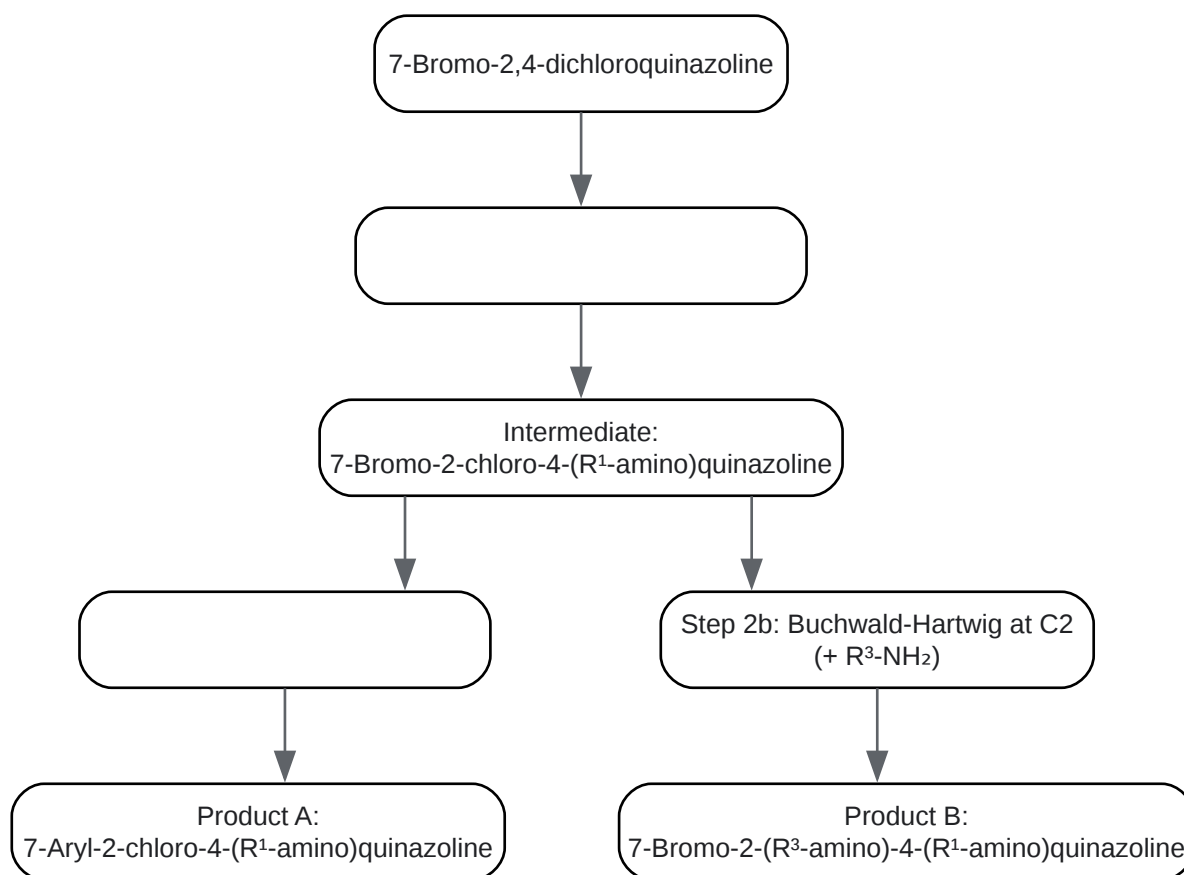 7-Bromo-2,4-dichloroquinazoline
Intermediate:
7-Bromo-2-chloro-4-(R¹-amino)quinazoline
Step 2b: Buchwald-Hartwig at C2
(+ R³-NH₂)
Product A:
7-Aryl-2-chloro-4-(R¹-amino)quinazoline
Product B:
7-Bromo-2-(R³-amino)-4-(R¹-amino)quinazoline